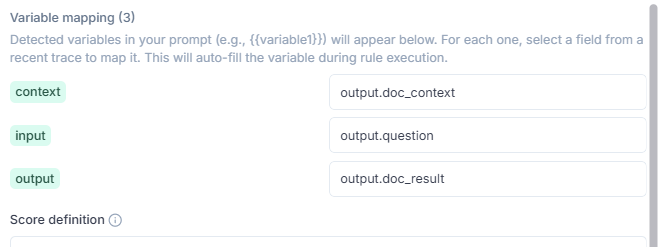 Variable mapping (3)
Detected variables in your prompt (e.g., {{variable1}}) will appear below. For each one, select a field from a
recent trace to map it. This will auto-fill the variable during rule execution.
context output.doc_context
input output.question
output output.doc_result
Score definition